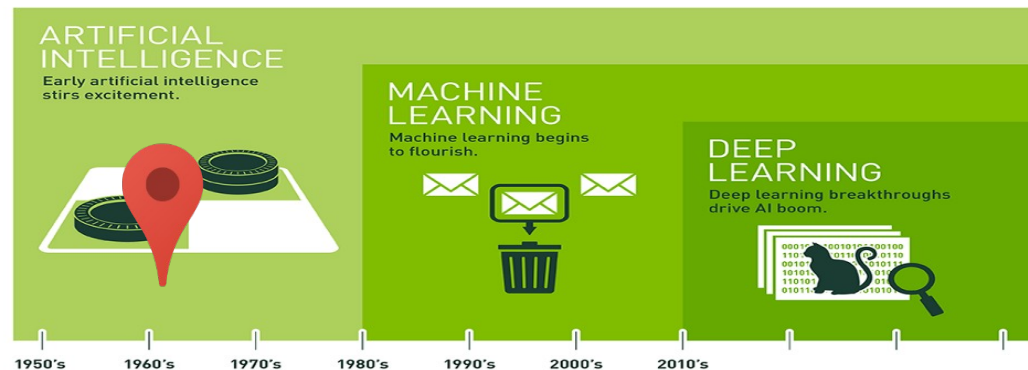 ARTIFICIAL
INTELLIGENCE
Early artificial intelligence
stirs excitement.
MACHINE
LEARNING
Machine learning begins
to flourish.
DEEP
LEARNING
Deep learning breakthroughs
drive AI boom.
1950's
1960's
1970's
1980's
1990's
2000's
2010's